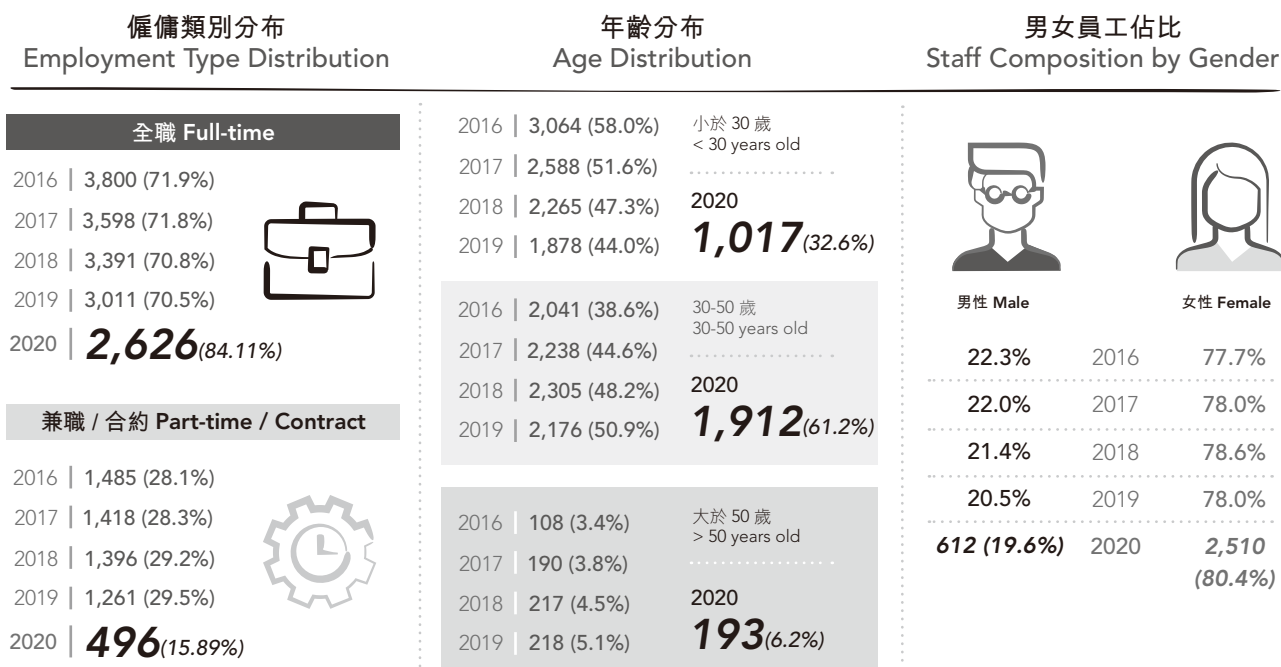 僱傭類別分布
Employment Type Distribution
全職 Full-time
2016 | 3,800 (71.9%)
2017 | 3,598 (71.8%)
2018 | 3,391 (70.8%)
2019 | 3,011 (70.5%)
2020 | 2,626 (84.11%)
兼職 / 合約 Part-time / Contract
2016 | 1,485 (28.1%)
2017 | 1,418 (28.3%)
2018 | 1,396 (29.2%)
2019 | 1,261 (29.5%)
2020 | 496 (15.89%)
年齡分布
Age Distribution
2016 | 3,064 (58.0%)
2017 | 2,588 (51.6%)
2018 | 2,265 (47.3%)
2019 | 1,878 (44.0%)
小於 30 歲
< 30 years old
2020
1,017 (32.6%)
2016 | 2,041 (38.6%)
2017 | 2,238 (44.6%)
2018 | 2,305 (48.2%)
2019 | 2,176 (50.9%)
30-50 歲
30-50 years old
2020
1,912 (61.2%)
2016 | 108 (3.4%)
2017 | 190 (3.8%)
2018 | 217 (4.5%)
2019 | 218 (5.1%)
大於 50 歲
> 50 years old
2020
193 (6.2%)
男女員工佔比
Staff Composition by Gender
男性 Male 女性 Female
22.3% 2016 77.7%
22.0% 2017 78.0%
21.4% 2018 78.6%
20.5% 2019 78.0%
612 (19.6%) 2020 2,510
(80.4%)